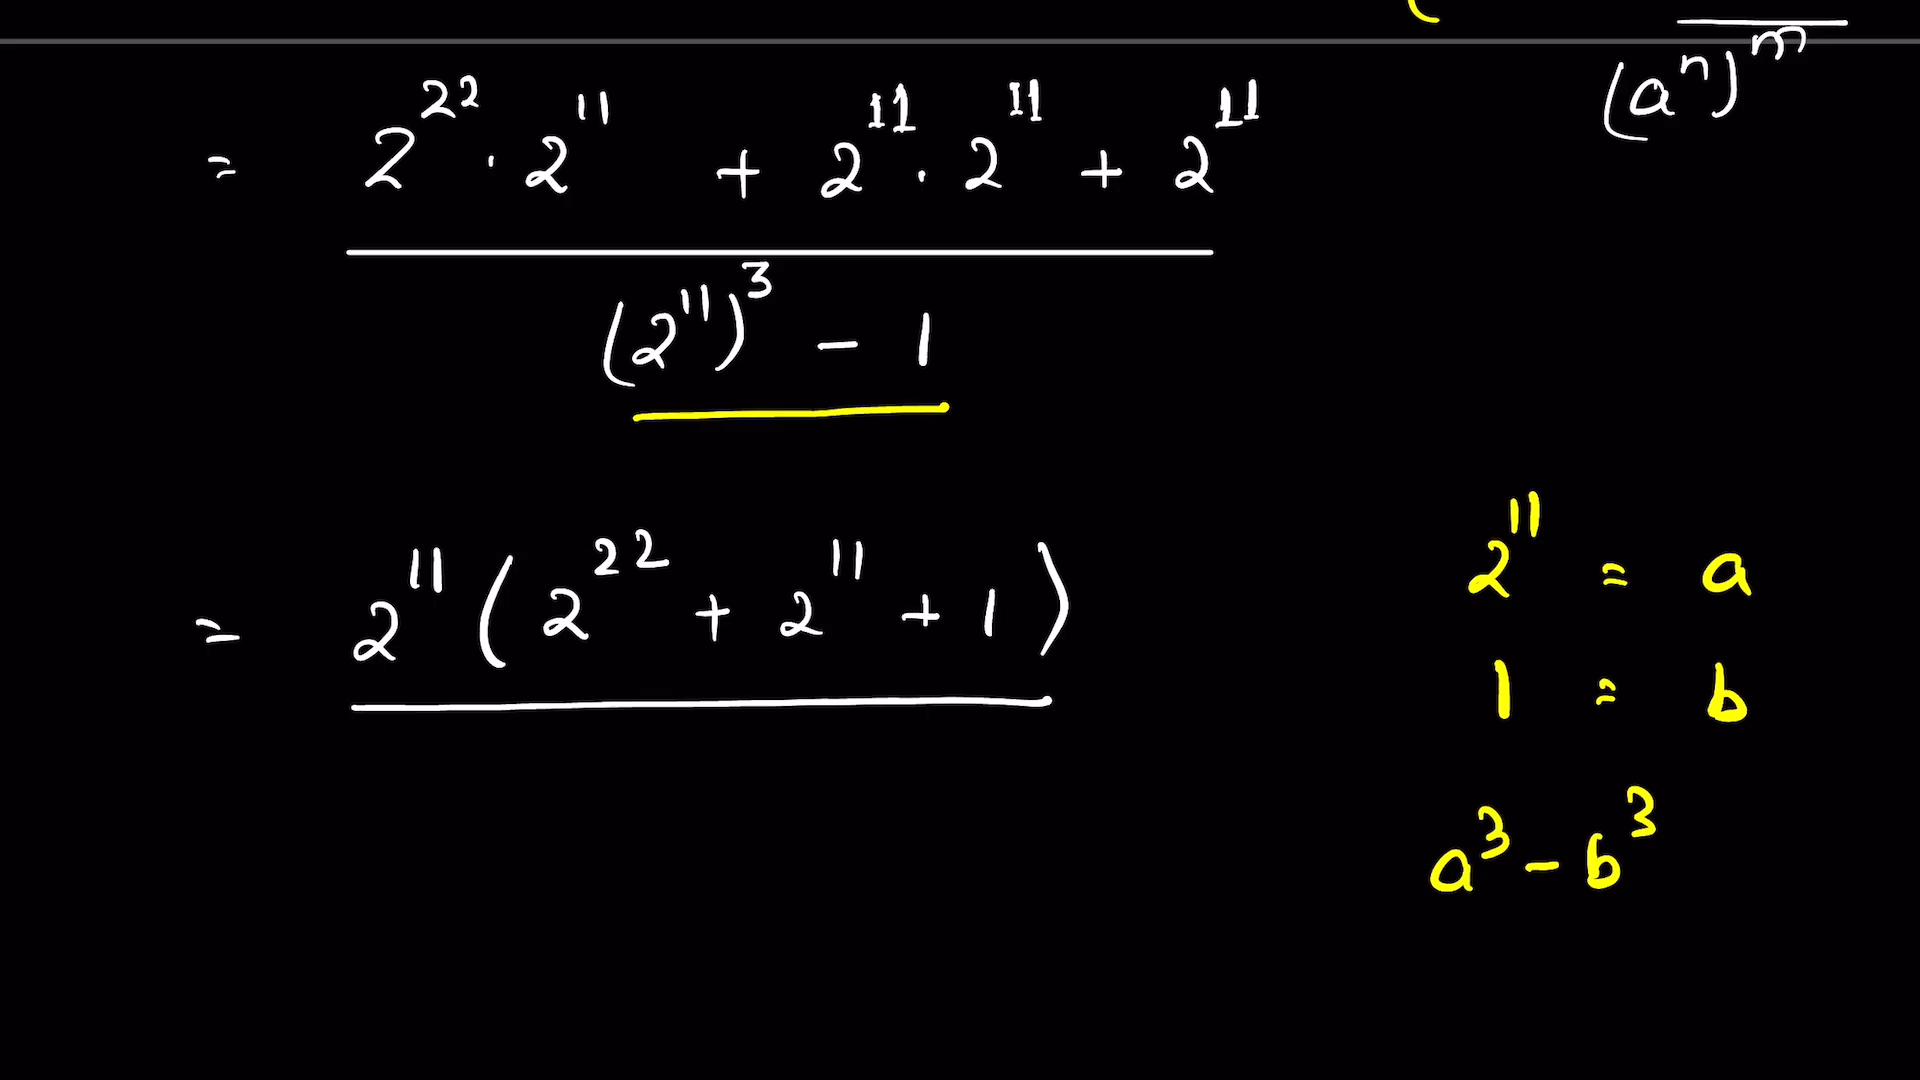 (aⁿ)ᵐ
= 2²² · 2¹¹ + 2¹¹ · 2¹¹ + 2¹¹
(2¹¹)³ - 1
= 2¹¹ ( 2²² + 2¹¹ + 1 )
2¹¹ = a
1 = b
a³ - b³